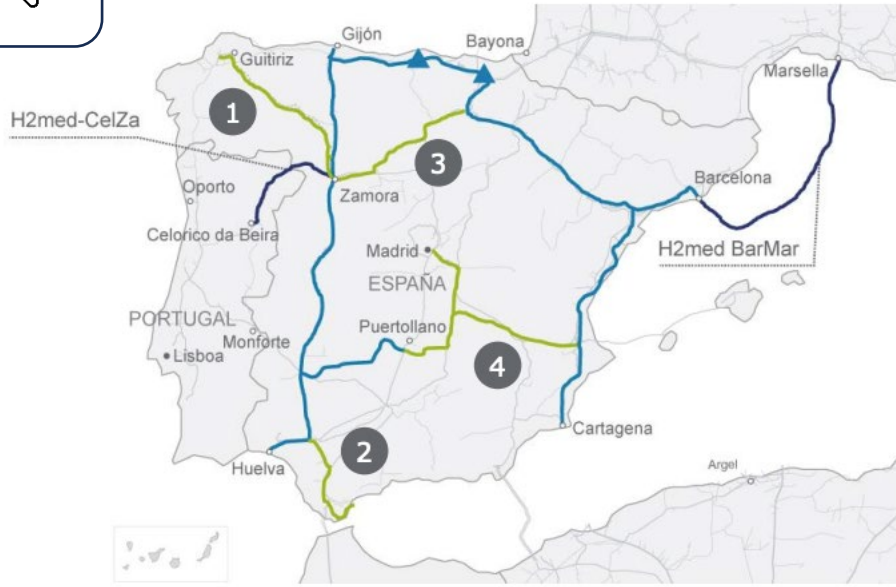 Gijón
Bayona
Guitiriz
Marsella
1
H2med-CelZa
3
Barcelona
Oporto
Zamora
Celorico da Beira
Madrid
H2med BarMar
ESPAÑA
PORTUGAL
Puertollano
Monforte
Lisboa
4
Cartagena
2
Huelva
Argel